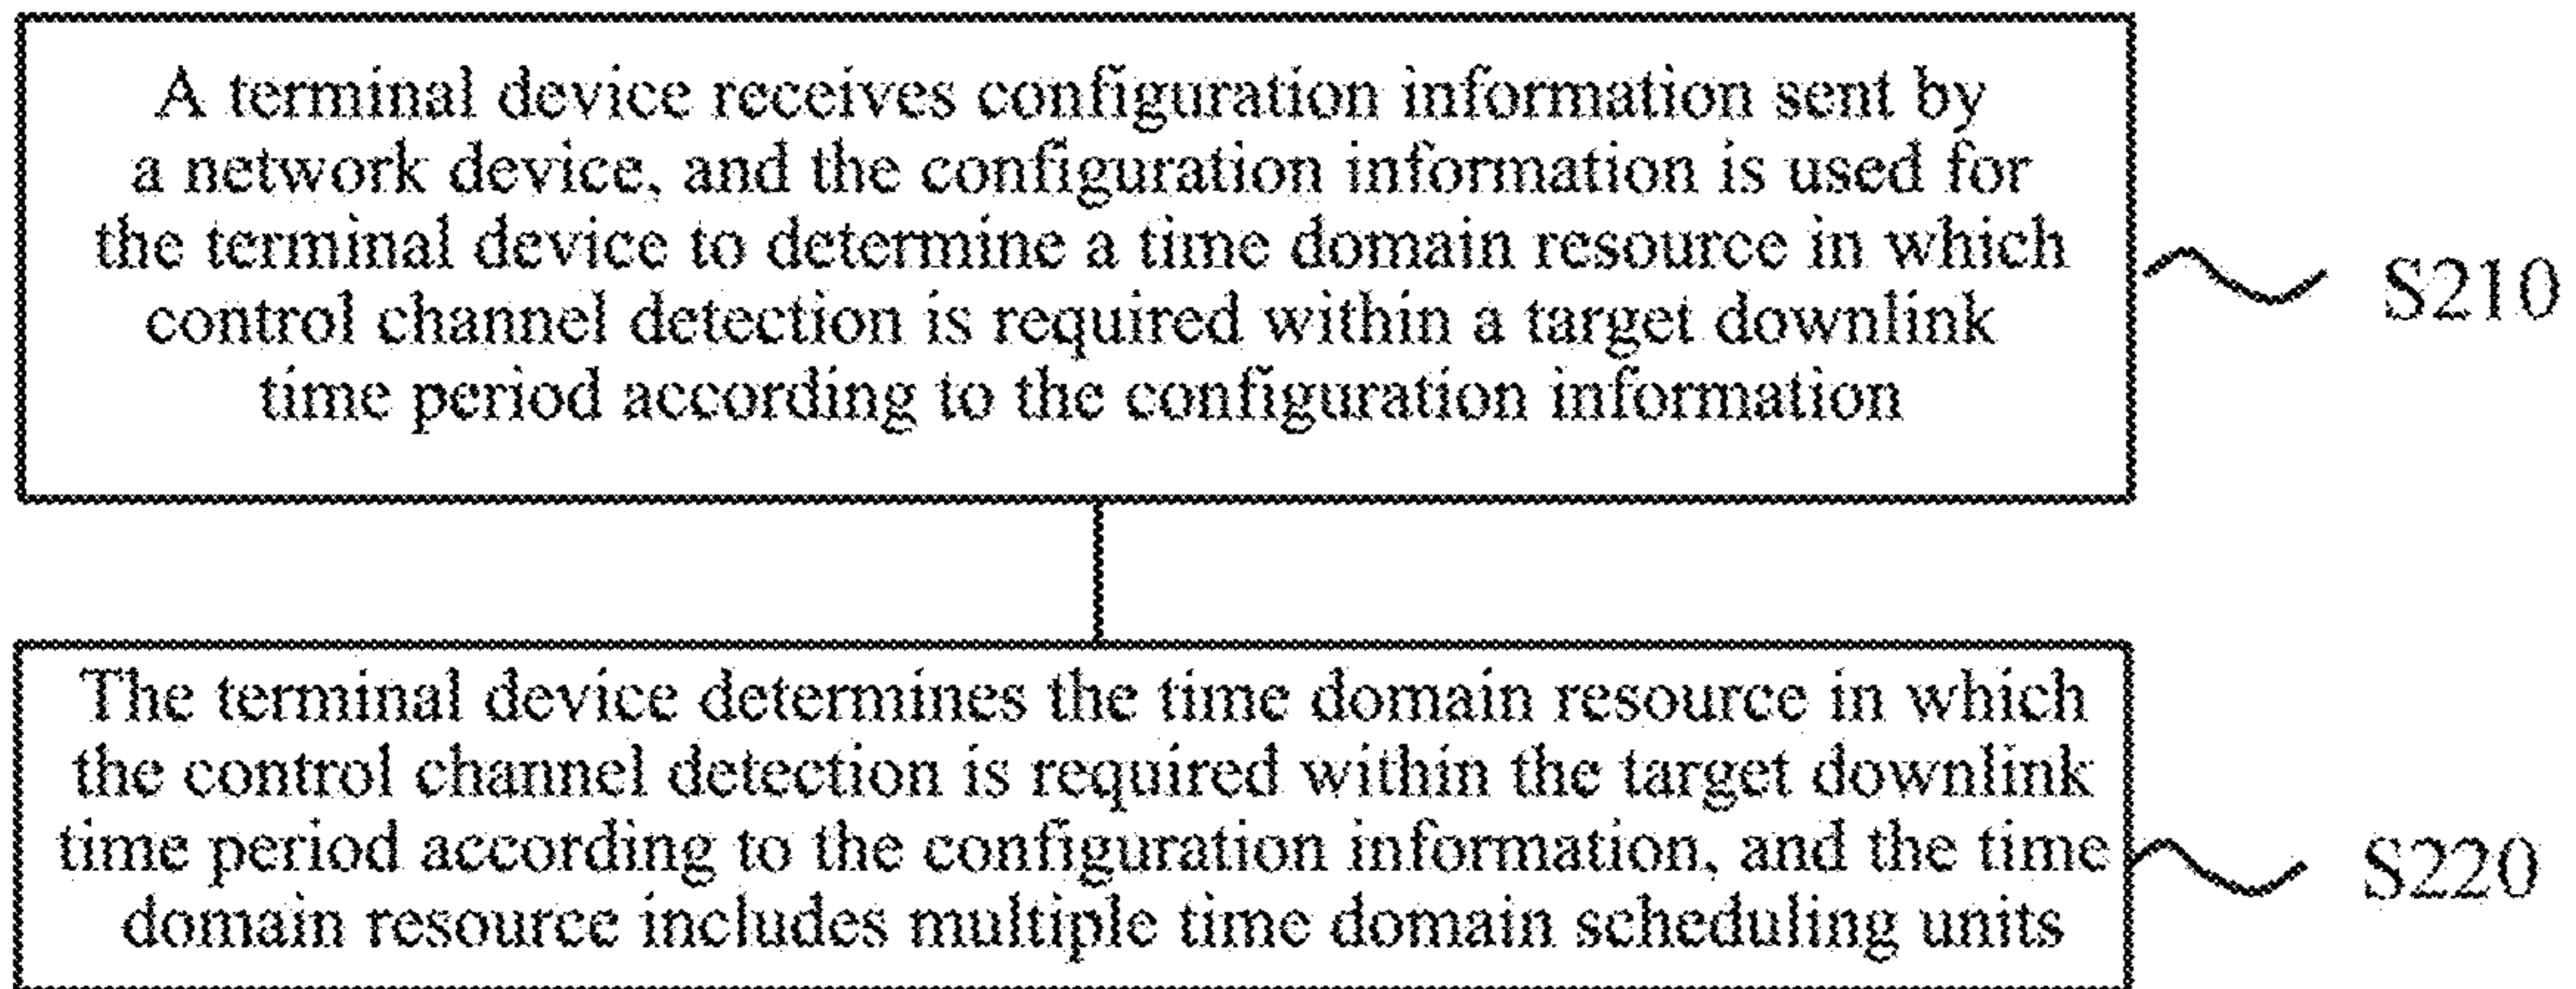 A terminal device receives configuration information sent by
a network device, and the configuration information is used for
the terminal device to determine a time domain resource in which
control channel detection is required within a target downlink
time period according to the configuration information
S210
The terminal device determines the time domain resource in which
the control channel detection is required within the target downlink
time period according to the configuration information, and the time
domain resource includes multiple time domain scheduling units
S220